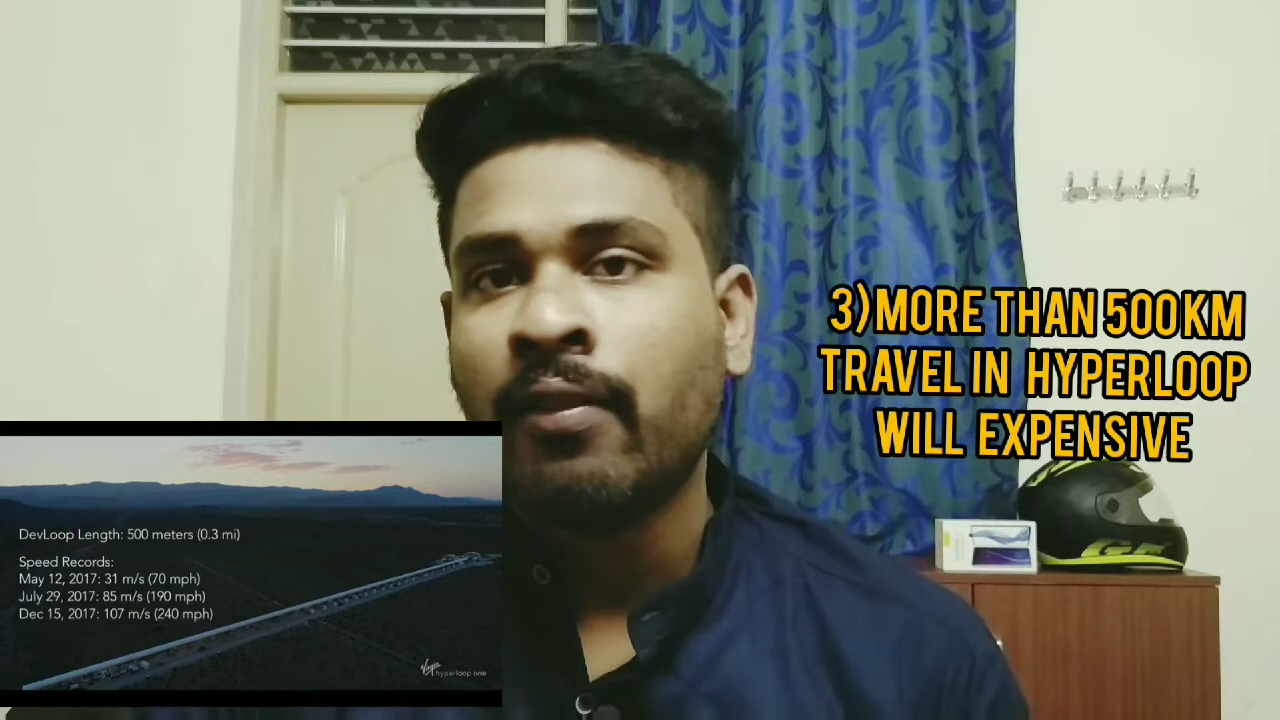 3)MORE THAN 500KM
TRAVEL IN HYPERLOOP
WILL EXPENSIVE
DevLoop Length: 500 meters (0.3 mi)
Speed Records:
May 12, 2017: 31 m/s (70 mph)
July 29, 2017: 85 m/s (190 mph)
Dec 15, 2017: 107 m/s (240 mph)
Virgin hyperloop one